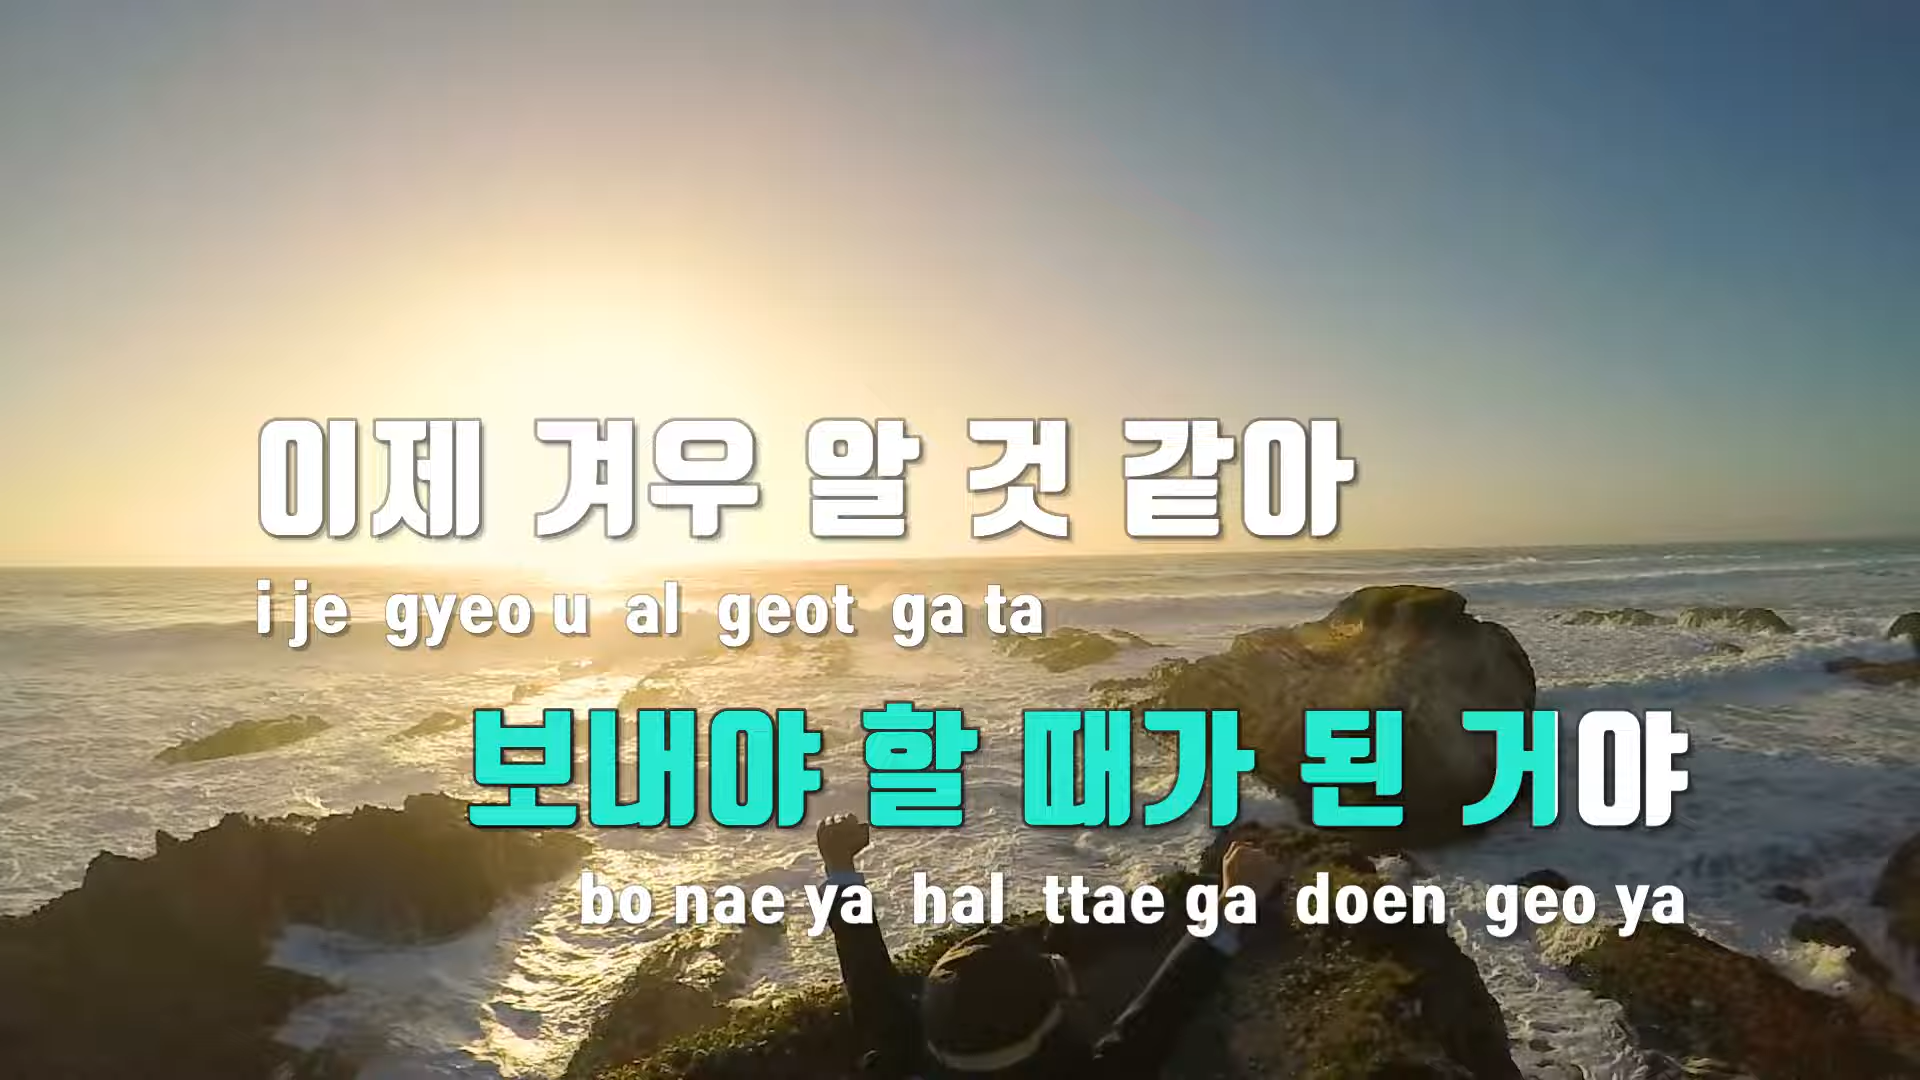 이제 겨우 알 것 같아
i je gyeo u al geot ga ta
보내야 할 때가 된 거야
bo nae ya hal ttae ga doen geo ya